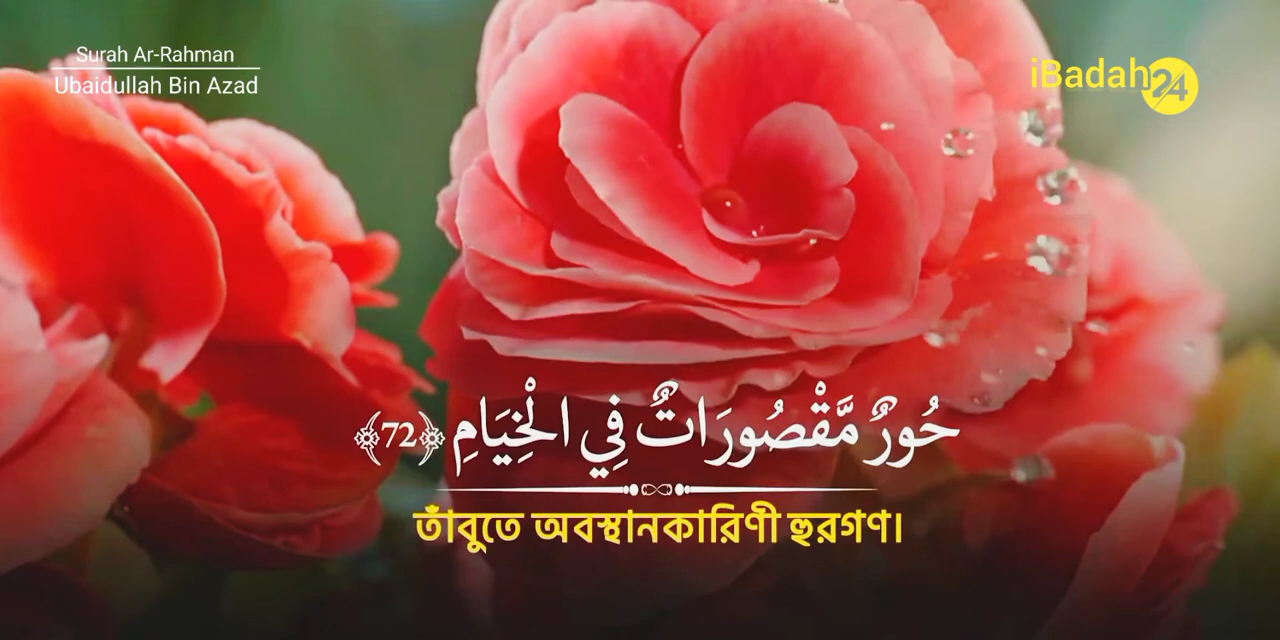 Surah Ar-Rahman
Ubaidullah Bin Azad
iBadah24
حُورٌ مَّقْصُورَاتٌ فِي الْخِيَامِ ﴿72﴾
তাঁবুতে অবস্থানকারিণী হুরগণ।